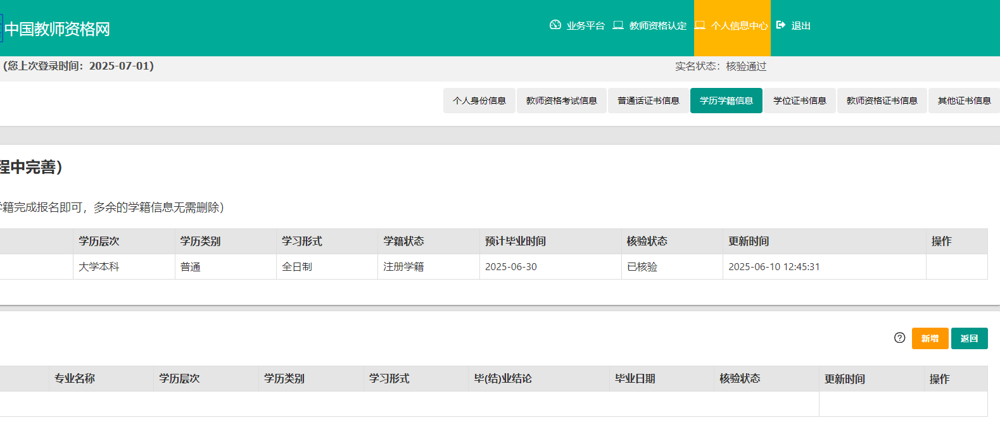 中国教师资格网
业务平台 教师资格认定 个人信息中心 退出
(您上次登录时间：2025-07-01) 实名状态：核验通过
个人身份信息 教师资格考试信息 普通话证书信息 学历学籍信息 学位证书信息 教师资格证书信息 其他证书信息
程中完善)
学籍完成报名即可，多余的学籍信息无需删除）
学历层次 学历类别 学习形式 学籍状态 预计毕业时间 核验状态 更新时间 操作
大学本科 普通 全日制 注册学籍 2025-06-30 已核验 2025-06-10 12:45:31
新增 返回
专业名称 学历层次 学历类别 学习形式 毕(结)业结论 毕业日期 核验状态 更新时间 操作